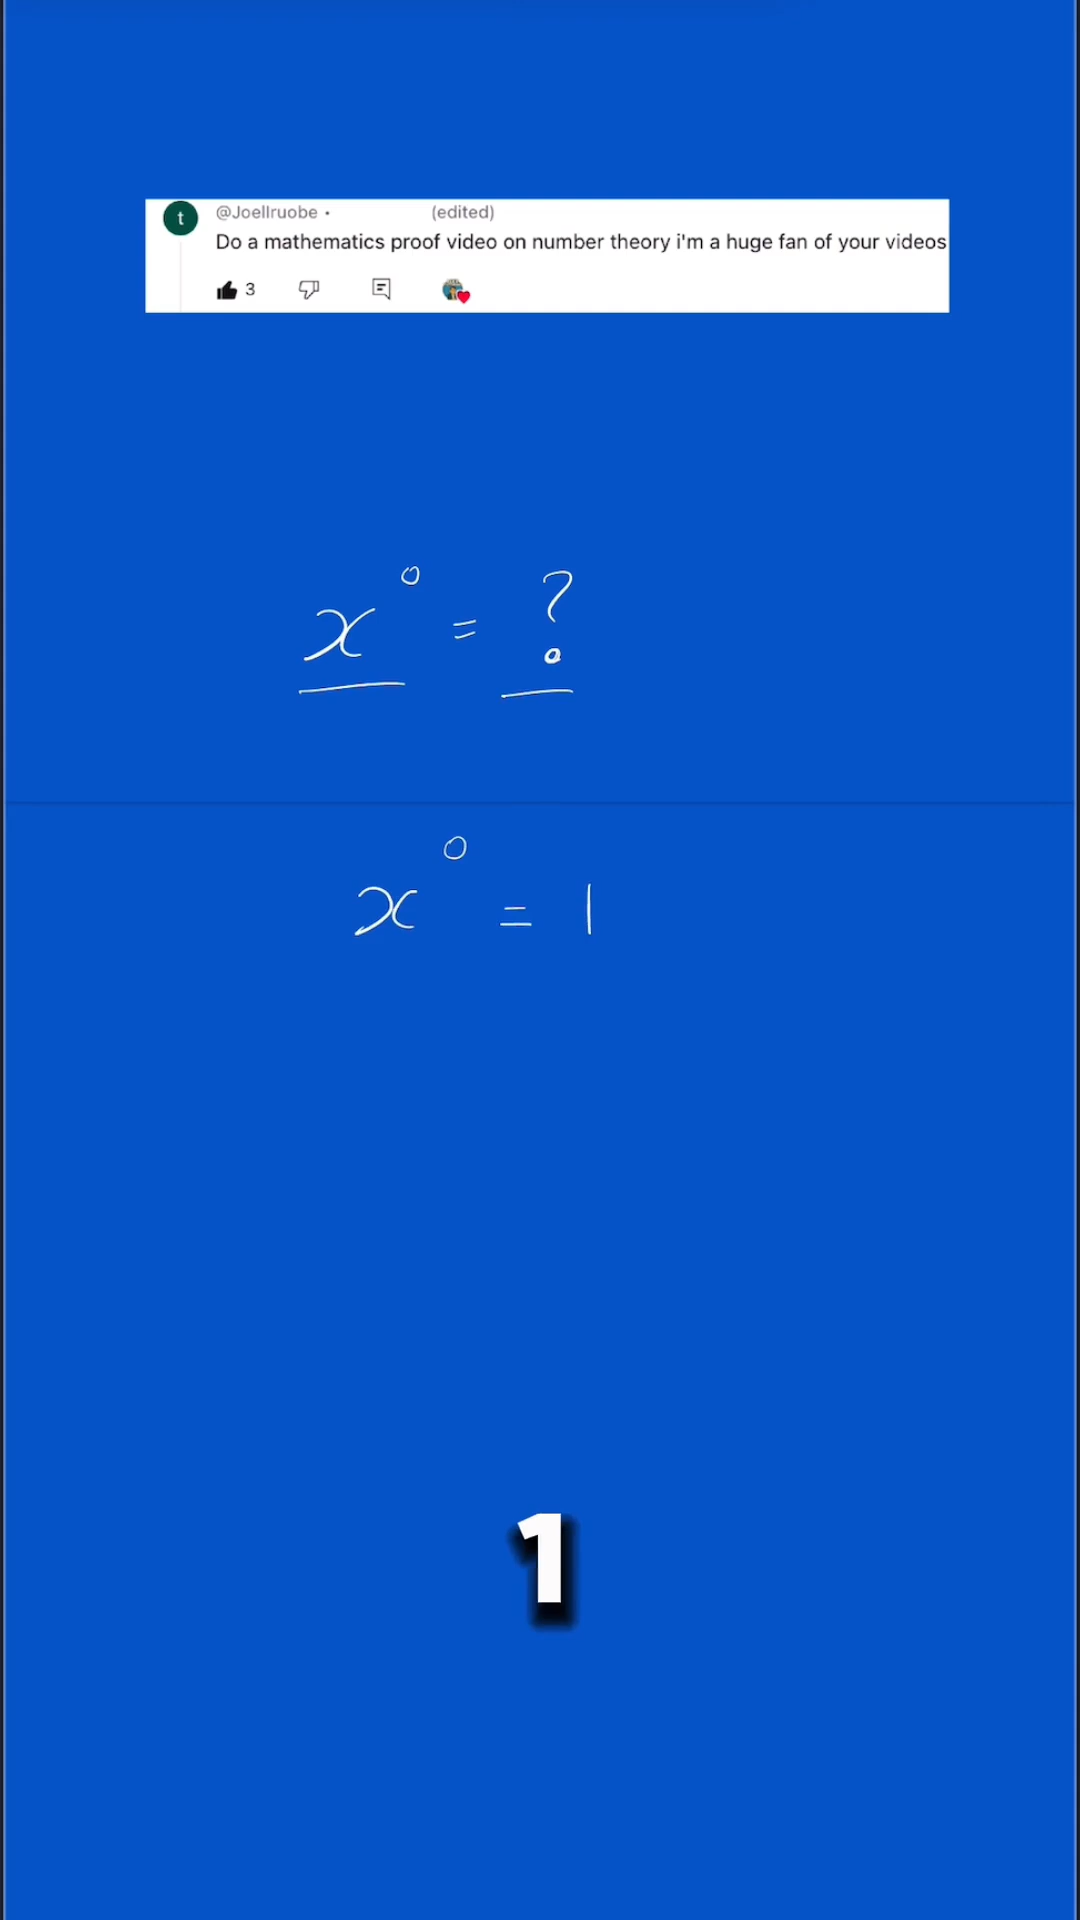 t
@Joellruobe • (edited)
Do a mathematics proof video on number theory i'm a huge fan of your videos
3
x⁰ = ?
x⁰ = 1
1